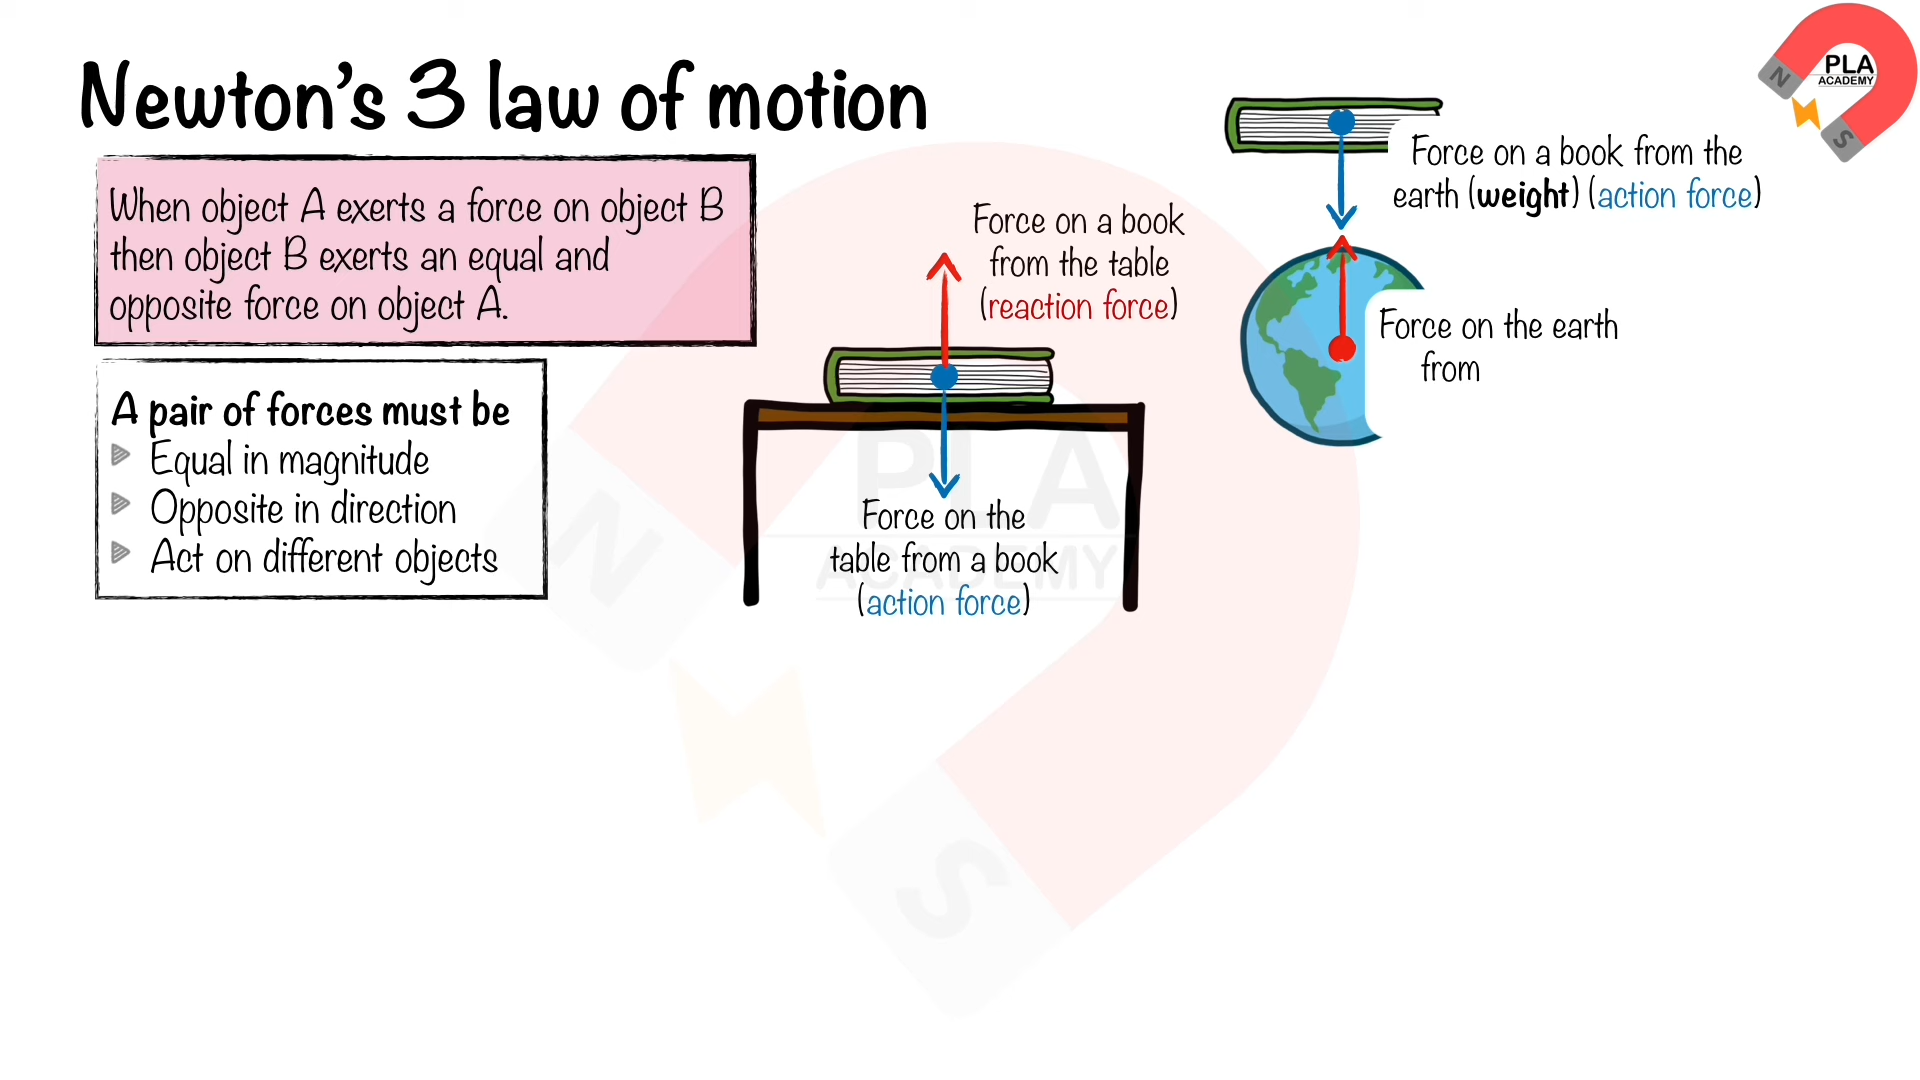 Newton's 3 law of motion
When object A exerts a force on object B
then object B exerts an equal and
opposite force on object A.
A pair of forces must be
Equal in magnitude
Opposite in direction
Act on different objects
Force on a book
from the table
(reaction force)
Force on the
table from a book
(action force)
Force on a book from the
earth (weight) (action force)
Force on the earth
from
N
PLA
ACADEMY
S
N
PLA
ACADEMY
S